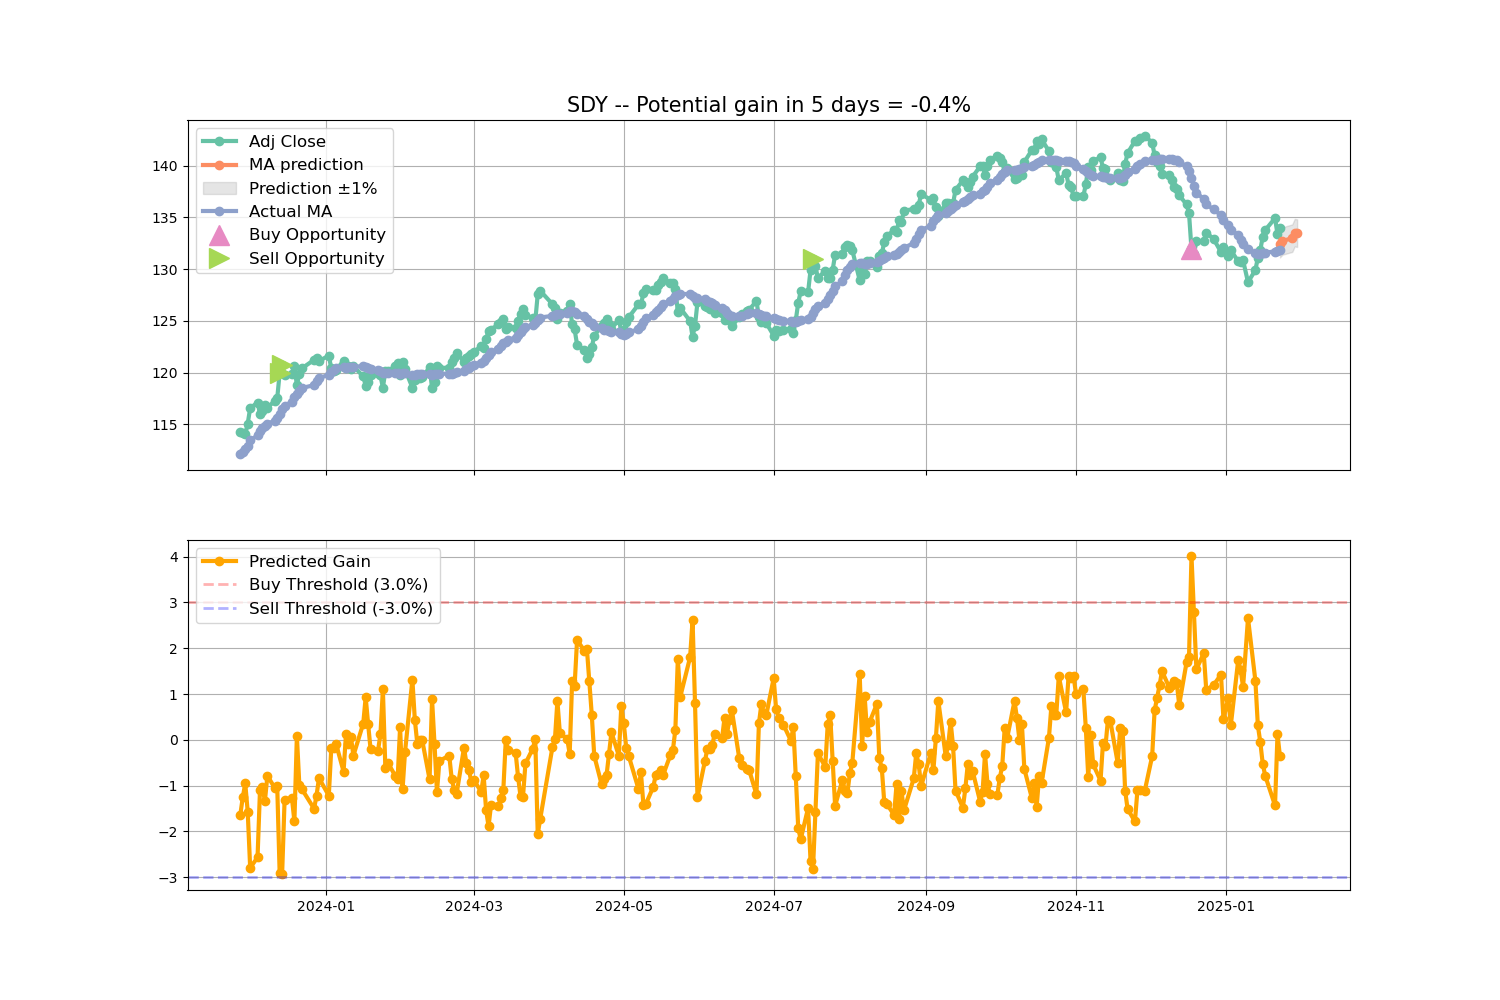 SDY -- Potential gain in 5 days = -0.4%
Adj Close
MA prediction
Prediction ±1%
Actual MA
Buy Opportunity
Sell Opportunity
140
135
130
125
120
115
Predicted Gain
Buy Threshold (3.0%)
Sell Threshold (-3.0%)
4
3
2
1
0
−1
−2
−3
2024-01
2024-03
2024-05
2024-07
2024-09
2024-11
2025-01